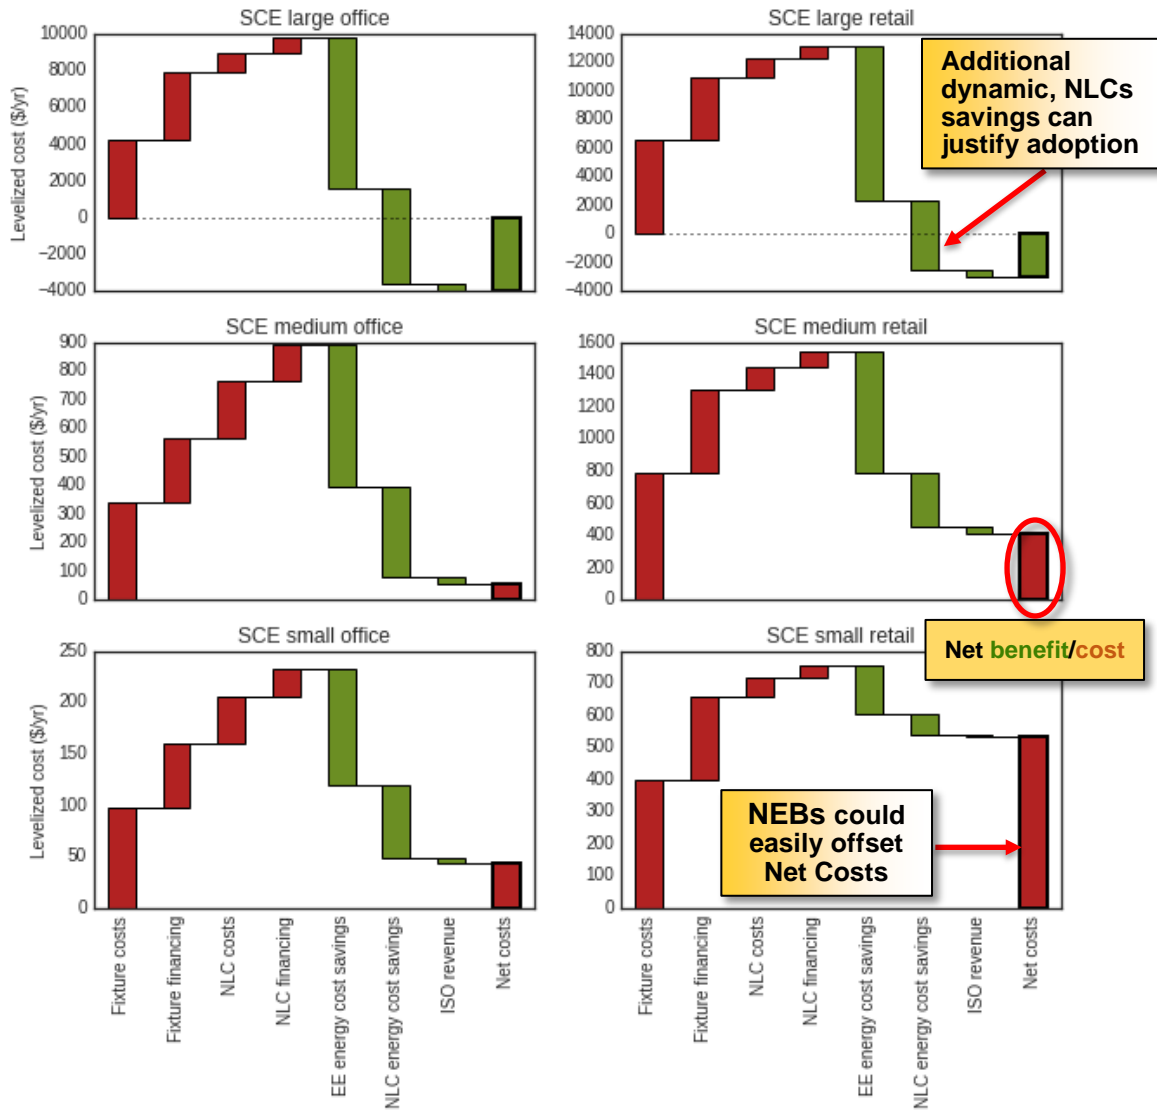 SCE large office
Levelized cost ($/yr)
10000
8000
6000
4000
2000
0
−2000
−4000
SCE large retail
14000
12000
10000
8000
6000
4000
2000
0
−2000
−4000
Additional
dynamic, NLCs
savings can
justify adoption
SCE medium office
Levelized cost ($/yr)
900
800
700
600
500
400
300
200
100
0
SCE medium retail
1600
1400
1200
1000
800
600
400
200
0
Net benefit/cost
SCE small office
Levelized cost ($/yr)
250
200
150
100
50
0
SCE small retail
800
700
600
500
400
300
200
100
0
NEBs could
easily offset
Net Costs
Fixture costs
Fixture financing
NLC costs
NLC financing
EE energy cost savings
NLC energy cost savings
ISO revenue
Net costs
Fixture costs
Fixture financing
NLC costs
NLC financing
EE energy cost savings
NLC energy cost savings
ISO revenue
Net costs